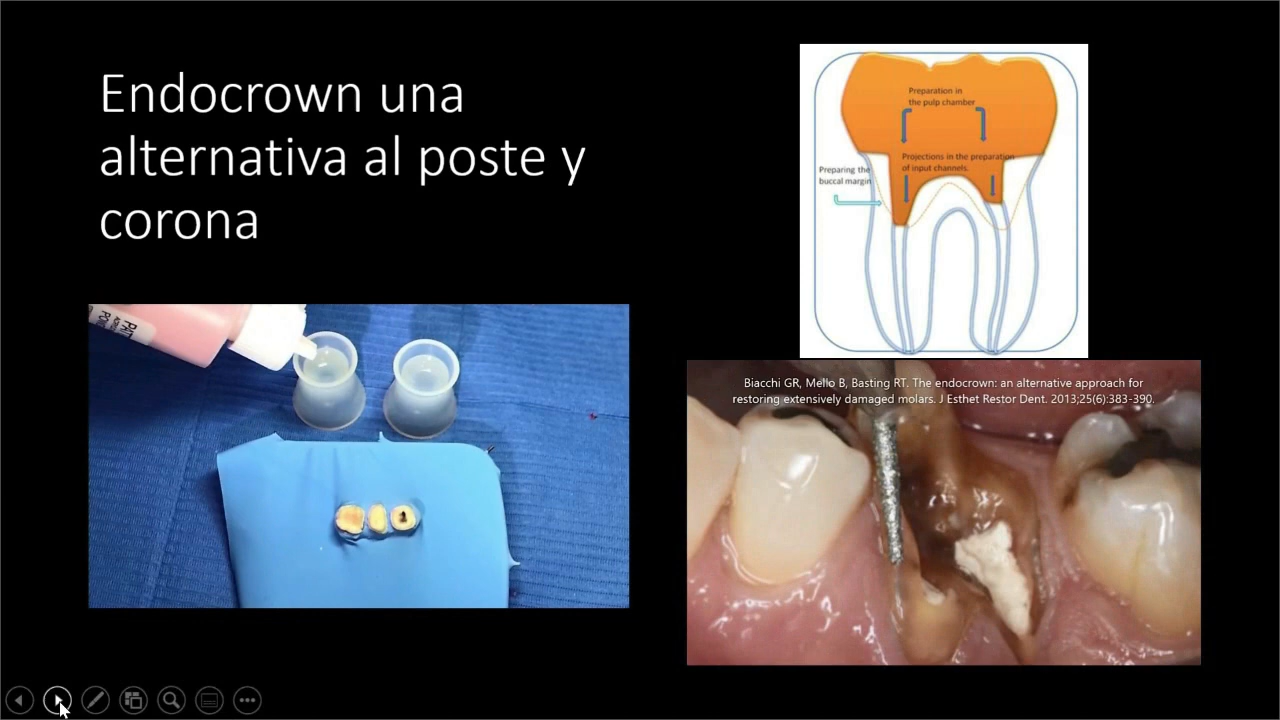 Endocrown una
alternativa al poste y
corona
Preparation in
the pulp chamber
Projections in the preparation
of input channels.
Preparing the
buccal margin
Biacchi GR, Mello B, Basting RT. The endocrown: an alternative approach for
restoring extensively damaged molars. J Esthet Restor Dent. 2013;25(6):383-390.